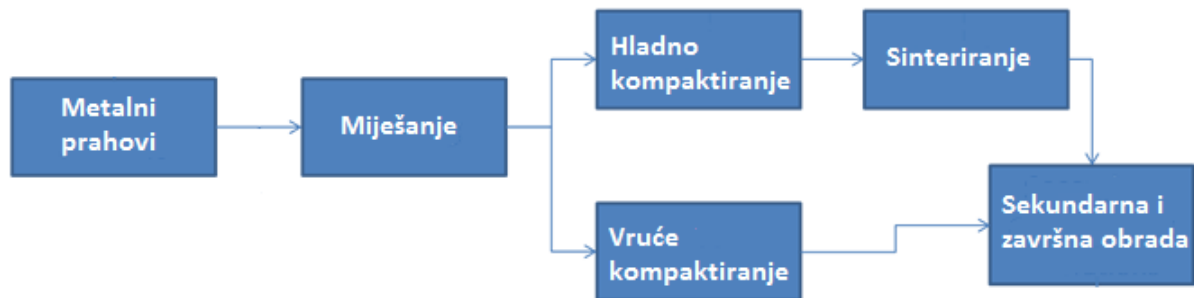 Metalni
prahovi
Miješanje
Hladno
kompaktiranje
Sinteriranje
Vruće
kompaktiranje
Sekundarna i
završna obrada